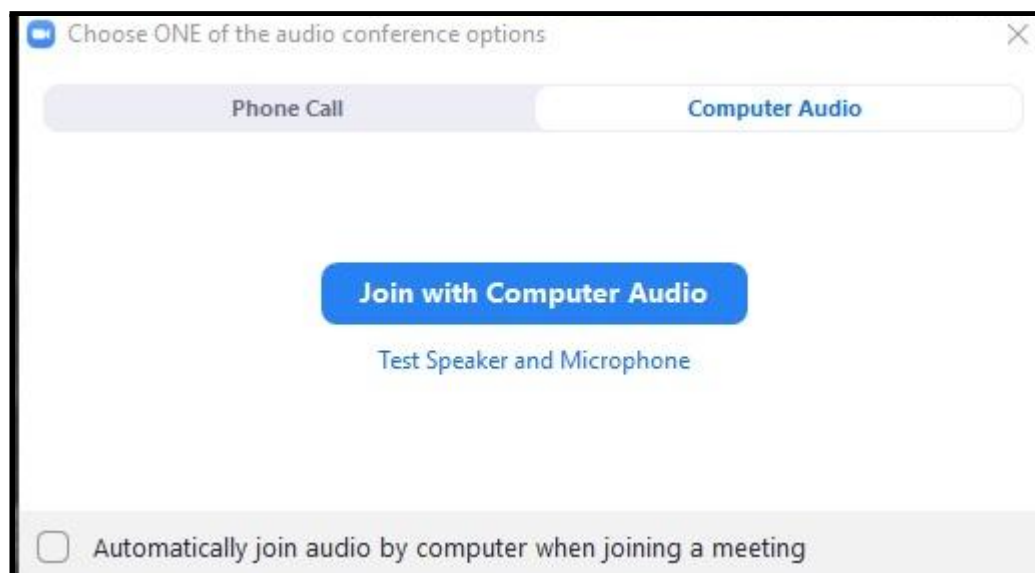 Choose ONE of the audio conference options
Phone Call
Computer Audio
Join with Computer Audio
Test Speaker and Microphone
Automatically join audio by computer when joining a meeting